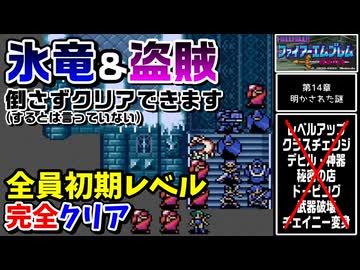 氷竜&盗賊
倒さずクリアできます
(するとは言っていない)
全員初期レベル
完全クリア
ファイアーエムブレム
第14章
明かされた謎
レベルアップ
クラスチェンジ
デビル・神器
秘密の店
ドーピング
武器破壊
チェイニー変身